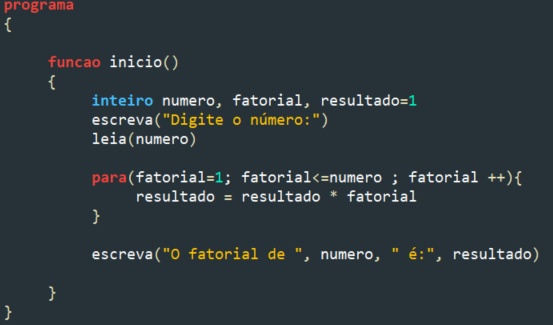 programa
{
funcao inicio()
{
inteiro numero, fatorial, resultado=1
escreva("Digite o número:")
leia(numero)
para(fatorial=1; fatorial<=numero ; fatorial ++){
resultado = resultado * fatorial
}
escreva("O fatorial de ", numero, " é:", resultado)
}
}